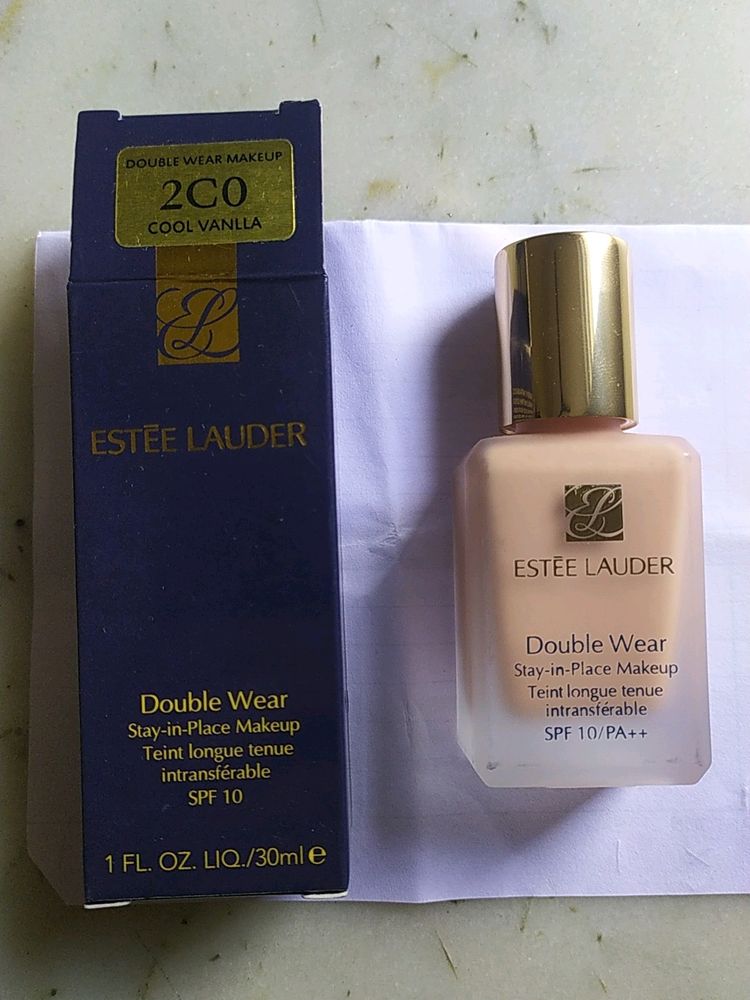 DOUBLE WEAR MAKEUP
2C0
COOL VANLLA
ESTĒE LAUDER
Double Wear
Stay-in-Place Makeup
Teint longue tenue
intransférable
SPF 10
1 FL. OZ. LIQ./30ml e
ESTĒE LAUDER
Double Wear
Stay-in-Place Makeup
Teint longue tenue
intransférable
SPF 10/PA++